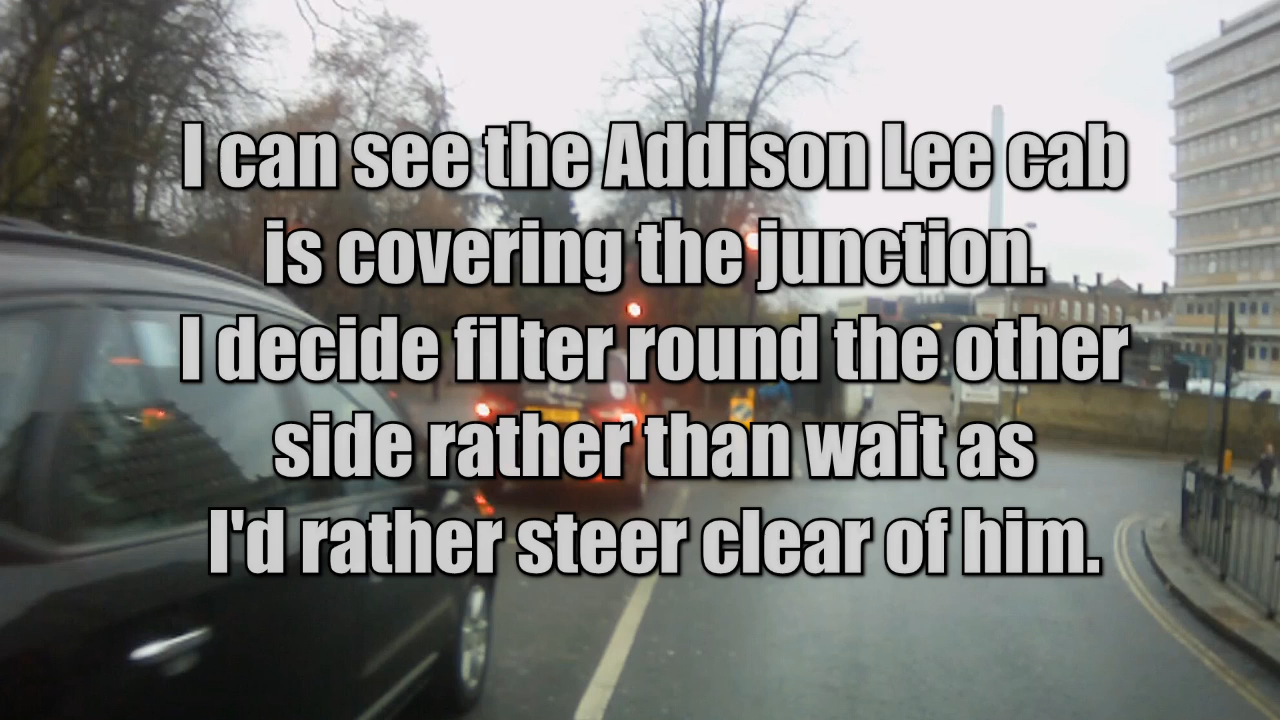 I can see the Addison Lee cab
is covering the junction.
I decide filter round the other
side rather than wait as
I'd rather steer clear of him.